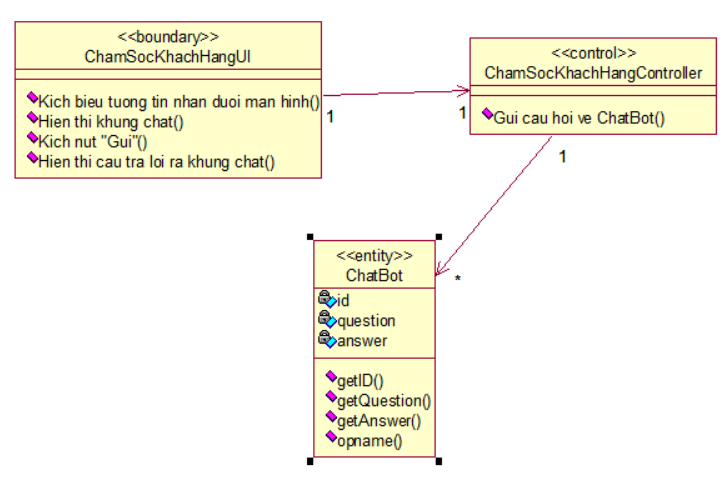 <<boundary>>
ChamSocKhachHangUI
Kich bieu tuong tin nhan duoi man hinh()
Hien thi khung chat()
Kich nut "Gui"()
Hien thi cau tra loi ra khung chat()
1
1
<<control>>
ChamSocKhachHangController
Gui cau hoi ve ChatBot()
1
*
<<entity>>
ChatBot
id
question
answer
getID()
getQuestion()
getAnswer()
opname()